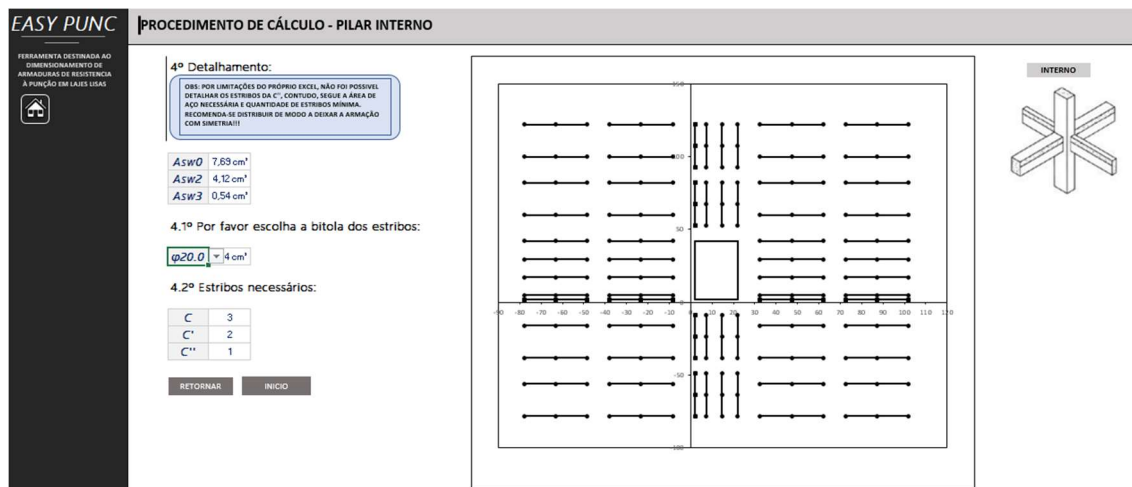 EASY PUNC
FERRAMENTA DESTINADA AO
DIMENSIONAMENTO DE
ARMADURAS DE RESISTENCIA
À PUNÇÃO EM LAJES LISAS
PROCEDIMENTO DE CÁLCULO - PILAR INTERNO
4º Detalhamento:
OBS: POR LIMITAÇÕES DO PRÓPRIO EXCEL, NÃO FOI POSSIVEL
DETALHAR OS ESTRIBOS DA C'', CONTUDO, SEGUE A ÁREA DE
AÇO NECESSÁRIA E QUANTIDADE DE ESTRIBOS MÍNIMA.
RECOMENDA-SE DISTRIBUIR DE MODO A DEIXAR A ARMAÇÃO
COM SIMETRIA!!!
Asw0 7,69 cm²
Asw2 4,12 cm²
Asw3 0,54 cm²
4.1º Por favor escolha a bitola dos estribos:
φ20.0 4 cm²
4.2º Estribos necessários:
C 3
C' 2
C'' 1
RETORNAR INICIO
150
100
50
0
-90 -80 -70 -60 -50 -40 -30 -20 -10 0 10 20 30 40 50 60 70 80 90 100 110 120
-50
-100
INTERNO